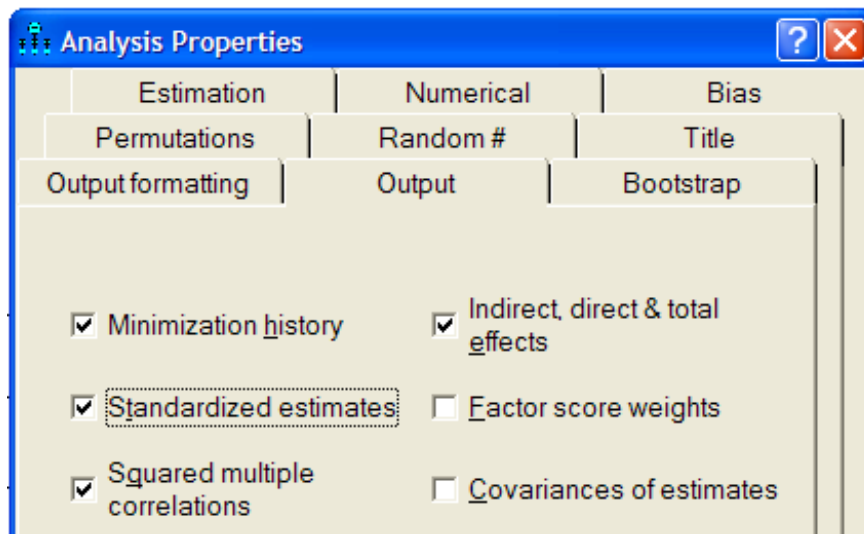 Analysis Properties
Estimation
Numerical
Bias
Permutations
Random #
Title
Output formatting
Output
Bootstrap
Minimization history
Indirect, direct & total
effects
Standardized estimates
Factor score weights
Squared multiple
correlations
Covariances of estimates